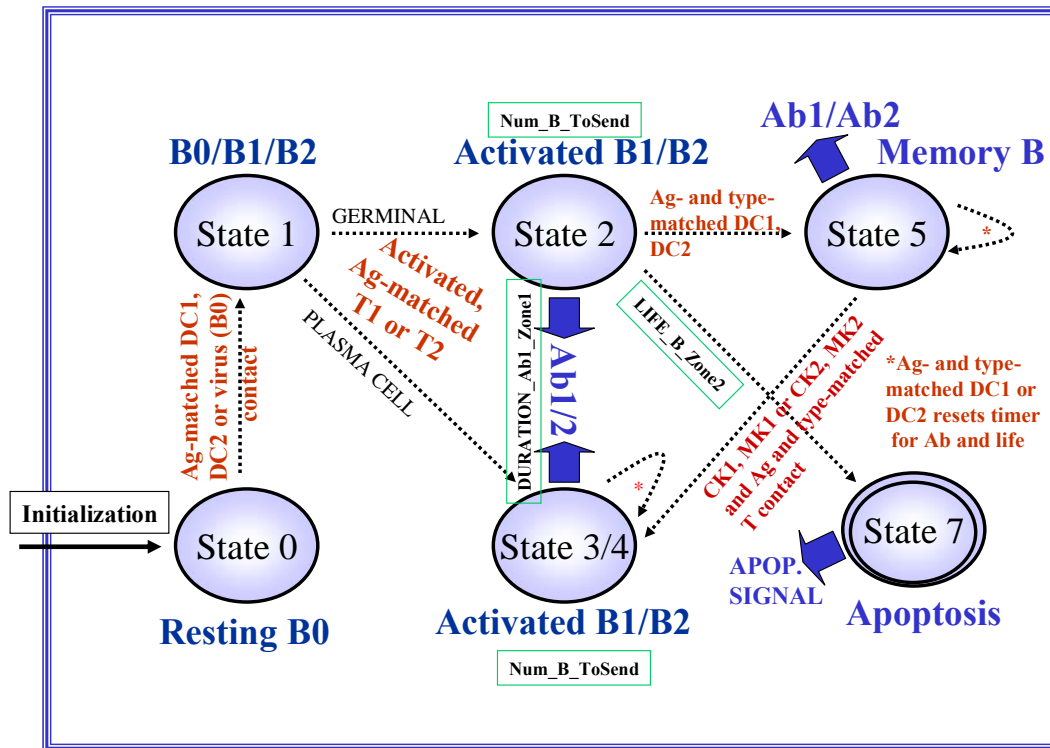 Num_B_ToSend
Ab1/Ab2
B0/B1/B2
Activated B1/B2
Memory B
State 1
GERMINAL
State 2
Ag- and type-
matched DC1,
DC2
State 5
*
Activated,
Ag-matched
T1 or T2
PLASMA CELL
Ag-matched DC1,
DC2 or virus (B0)
contact
DURATION_Ab1_Zone1
Ab1/2
LIFE_B_Zone2
CK1, MK1 or CK2, MK2
and Ag and type-matched
T contact
*Ag- and type-
matched DC1 or
DC2 resets timer
for Ab and life
*
Initialization
State 0
State 3/4
State 7
APOP.
SIGNAL
Resting B0
Activated B1/B2
Apoptosis
Num_B_ToSend